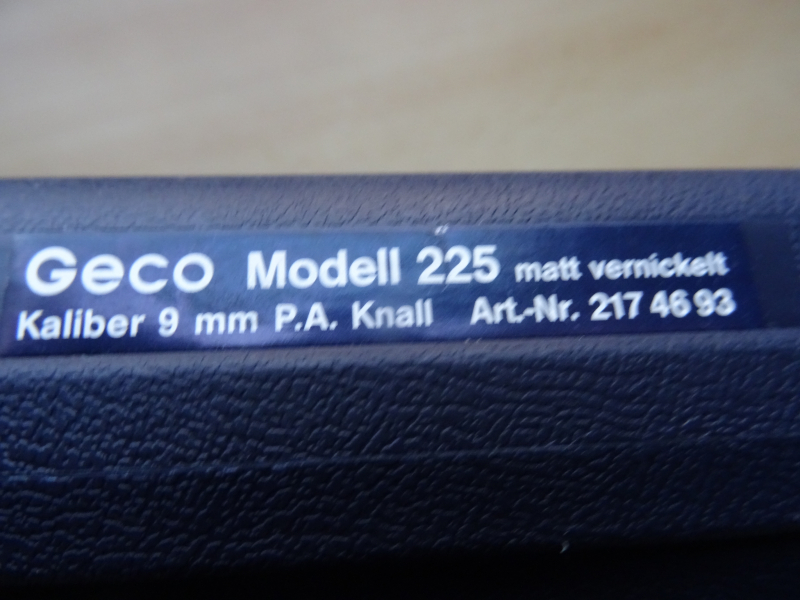 Geco Modell 225 matt vernickelt
Kaliber 9 mm P.A. Knall Art.-Nr. 217 46 93